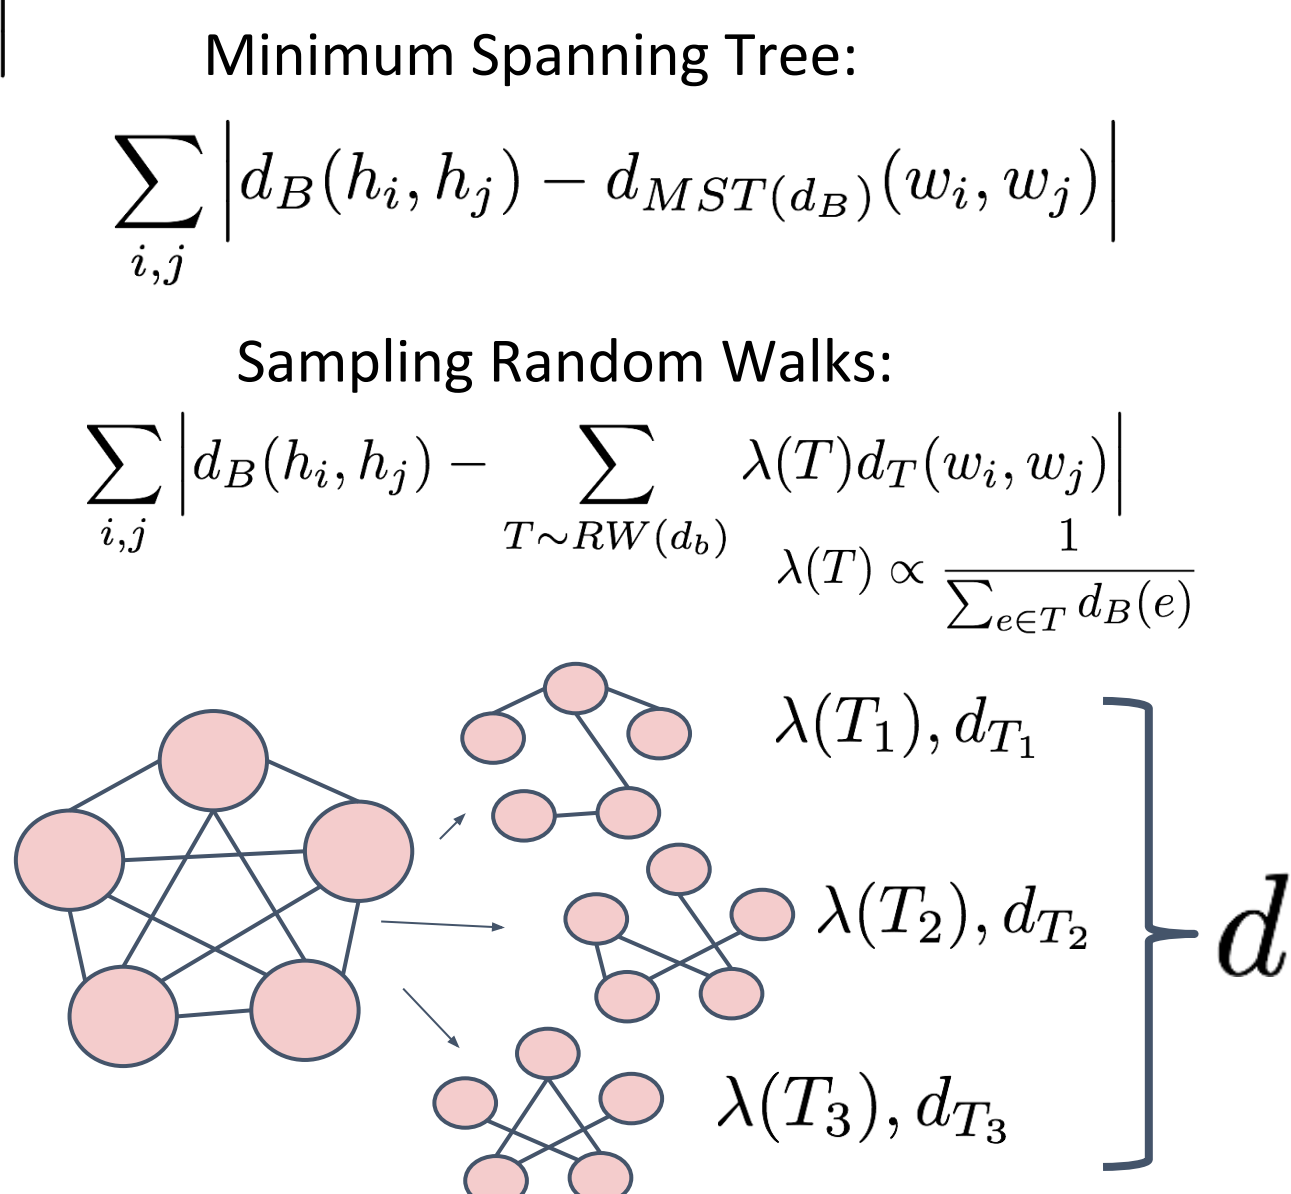 Minimum Spanning Tree:
∑_{i,j} |d_B(h_i, h_j) − d_{MST(d_B)}(w_i, w_j)|
Sampling Random Walks:
∑_{i,j} |d_B(h_i, h_j) − ∑_{T∼RW(d_b)} λ(T)d_T(w_i, w_j)|
λ(T) ∝ 1 / ∑_{e∈T} d_B(e)
λ(T_1), d_{T_1}
λ(T_2), d_{T_2}
d
λ(T_3), d_{T_3}